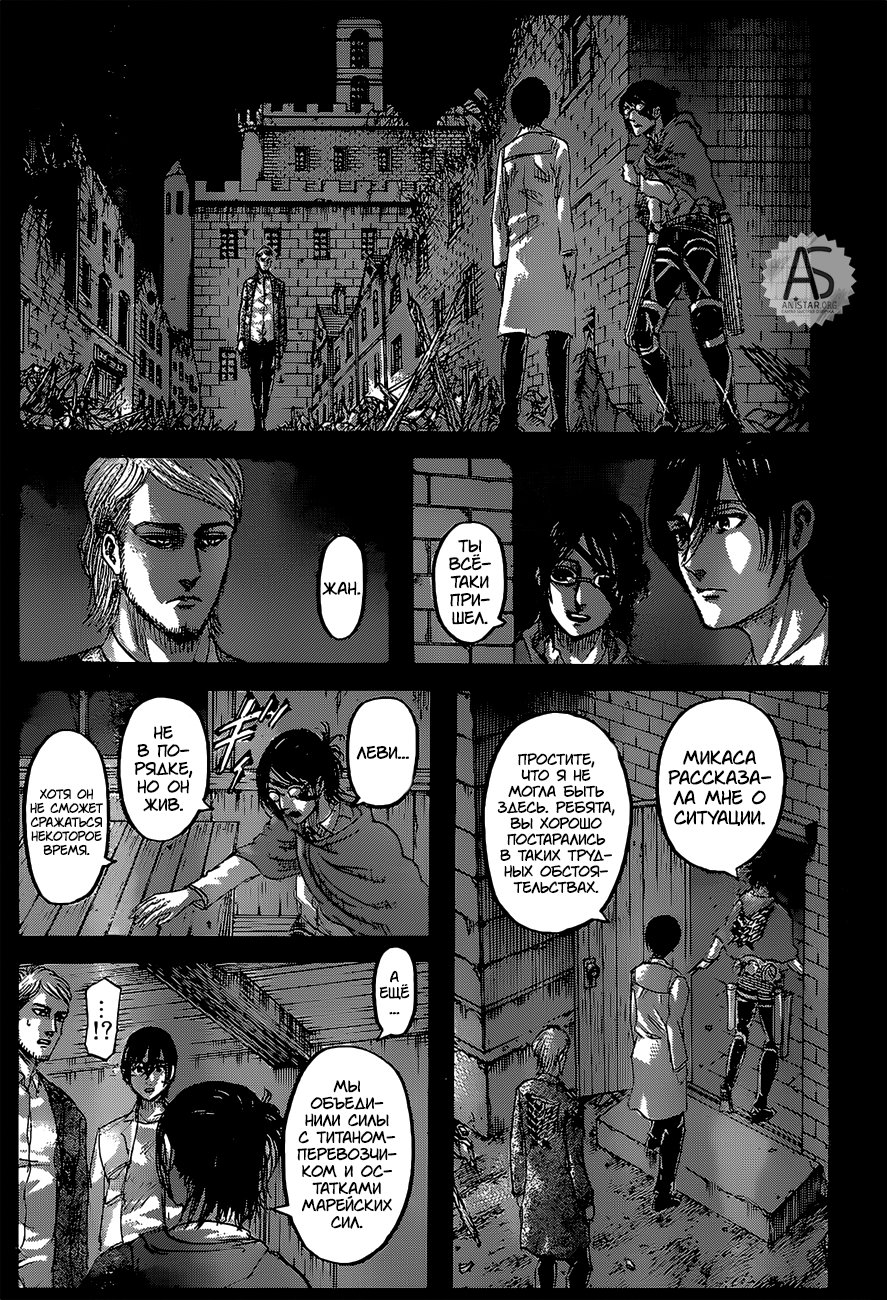 AS
ANISTAR.ORG
ТЫ
ВСЁ-
ТАКИ
ПРИ-
ШЕЛ.
ЖАН.
МИКАСА
РАССКАЗА-
ЛА МНЕ О
СИТУАЦИИ.
ПРОСТИТЕ,
ЧТО Я НЕ
МОГЛА БЫТЬ
ЗДЕСЬ. РЕБЯТА,
ВЫ ХОРОШО
ПОСТАРАЛИСЬ
В ТАКИХ ТРУД-
НЫХ ОБСТОЯ-
ТЕЛЬСТВАХ.
ЛЕВИ...
НЕ
В ПО-
РЯДКЕ,
НО ОН
ЖИВ.
ХОТЯ ОН
НЕ СМОЖЕТ
СРАЖАТЬСЯ
НЕКОТОРОЕ
ВРЕМЯ.
А
ЕЩЁ
...
МЫ
ОБЪЕДИ-
НИЛИ СИЛЫ
С ТИТАНОМ-
ПЕРЕВОЗЧИ-
КОМ И ОС-
ТАТКАМИ
МАРЕЙСКИХ
СИЛ.
...
!?